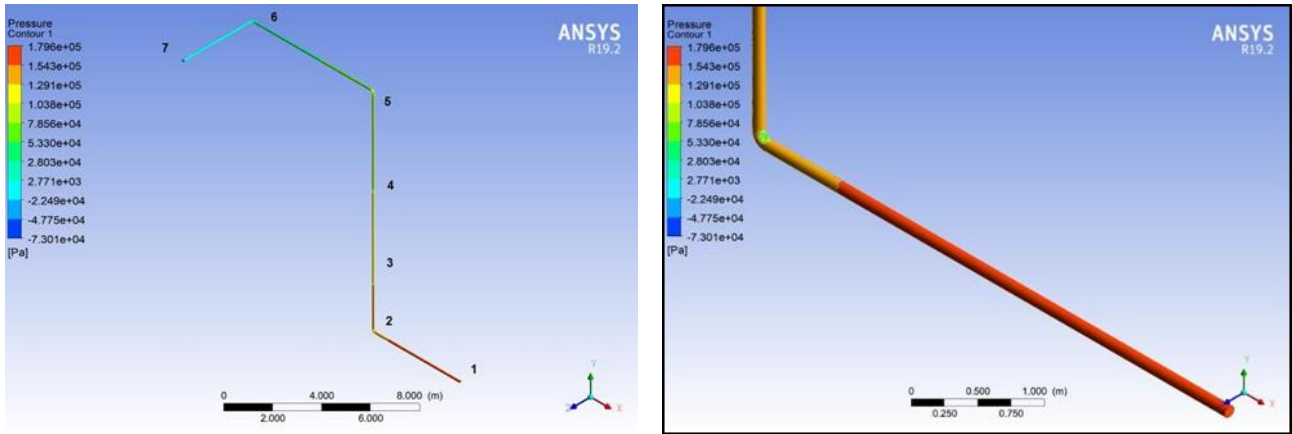 Pressure
Contour 1
1.796e+05
1.543e+05
1.291e+05
1.038e+05
7.856e+04
5.330e+04
2.803e+04
2.771e+03
-2.249e+04
-4.775e+04
-7.301e+04
[Pa]
6
7
5
4
3
2
1
ANSYS
R19.2
0 4.000 8.000 (m)
2.000 6.000
Y
Z X
Pressure
Contour 1
1.796e+05
1.543e+05
1.291e+05
1.038e+05
7.856e+04
5.330e+04
2.803e+04
2.771e+03
-2.249e+04
-4.775e+04
-7.301e+04
[Pa]
ANSYS
R19.2
0 0.500 1.000 (m)
0.250 0.750
Y
X